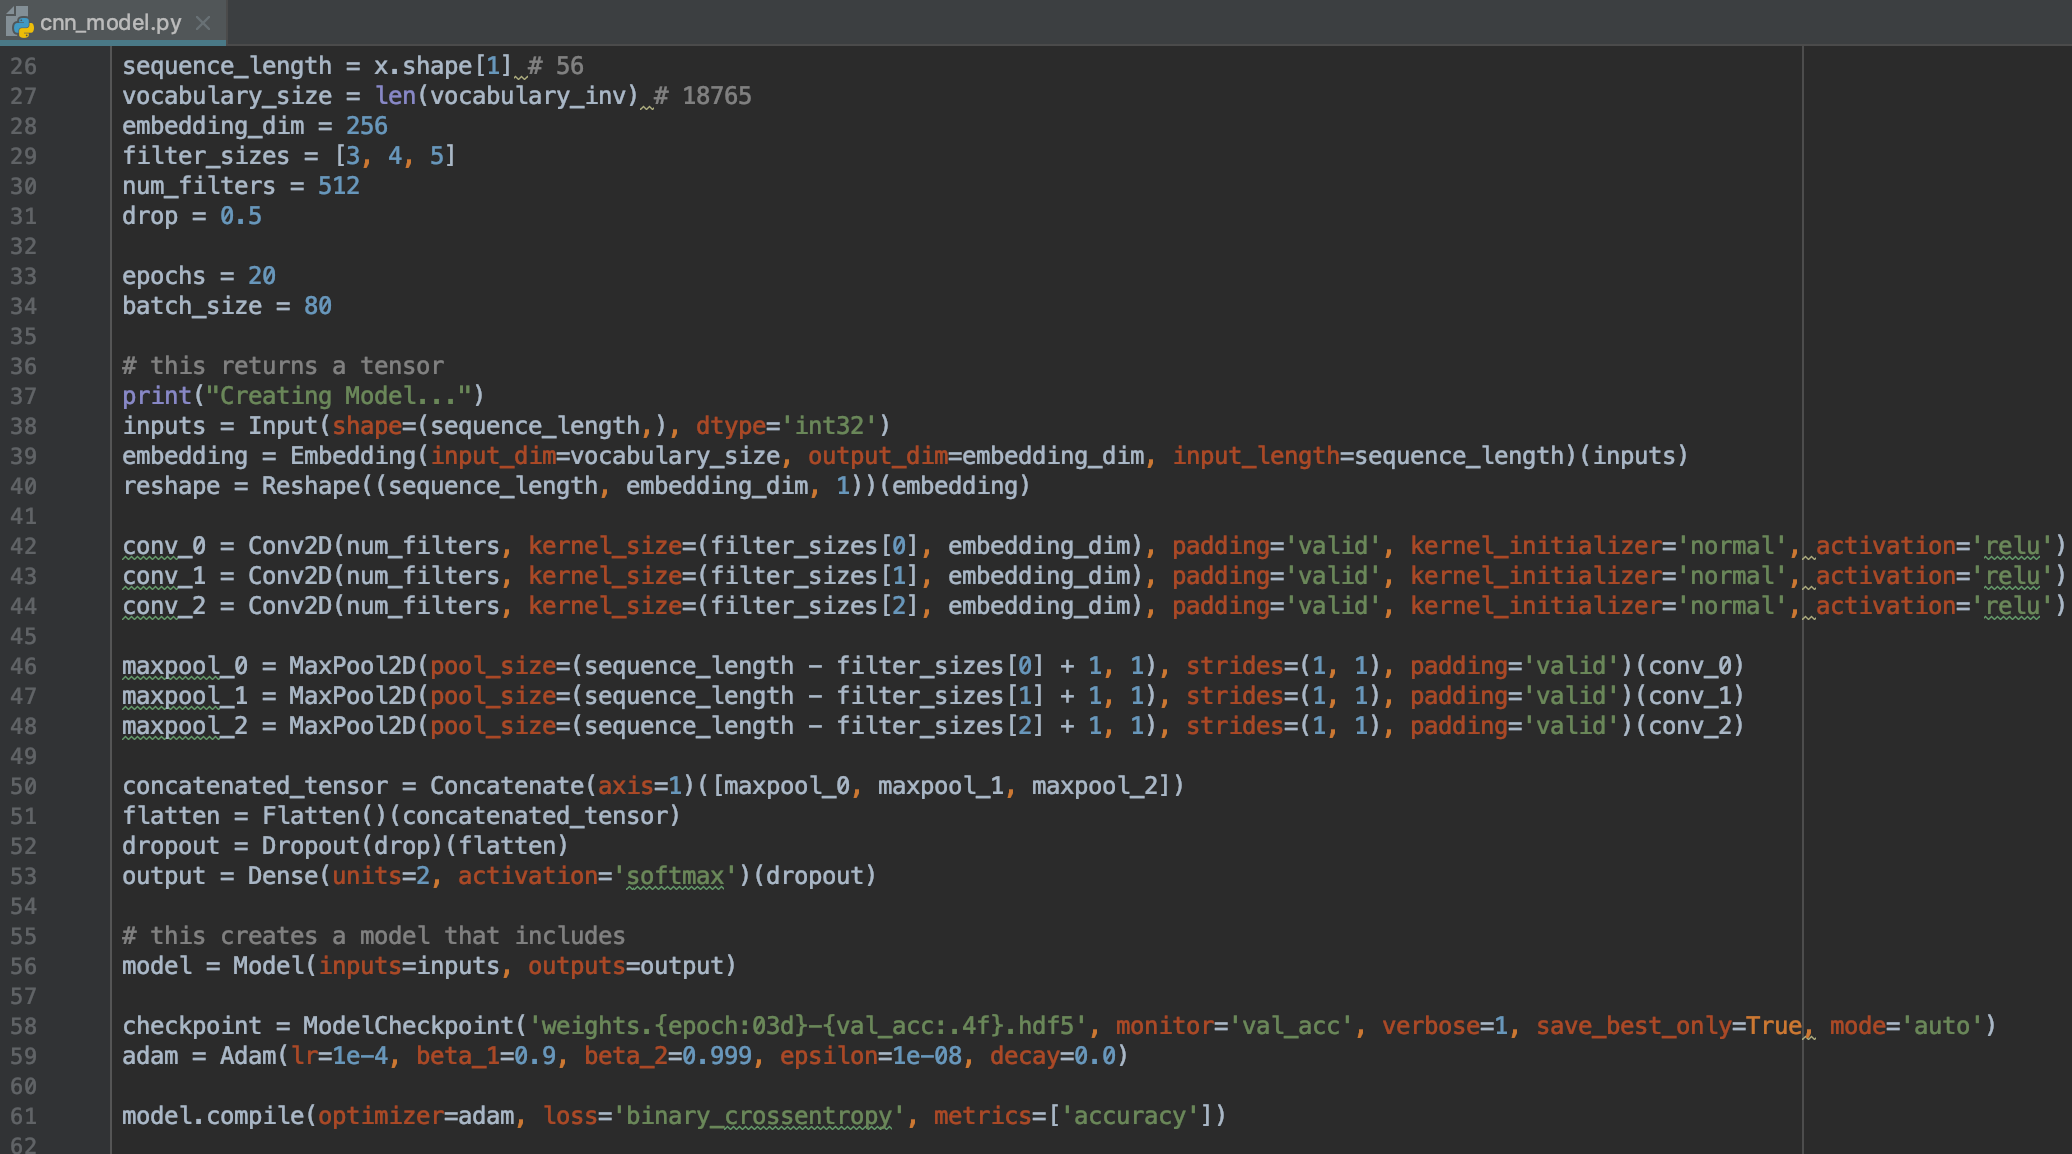 cnn_model.py
26 sequence_length = x.shape[1] # 56
27 vocabulary_size = len(vocabulary_inv) # 18765
28 embedding_dim = 256
29 filter_sizes = [3, 4, 5]
30 num_filters = 512
31 drop = 0.5
32
33 epochs = 20
34 batch_size = 80
35
36 # this returns a tensor
37 print("Creating Model...")
38 inputs = Input(shape=(sequence_length,), dtype='int32')
39 embedding = Embedding(input_dim=vocabulary_size, output_dim=embedding_dim, input_length=sequence_length)(inputs)
40 reshape = Reshape((sequence_length, embedding_dim, 1))(embedding)
41
42 conv_0 = Conv2D(num_filters, kernel_size=(filter_sizes[0], embedding_dim), padding='valid', kernel_initializer='normal', activation='relu')
43 conv_1 = Conv2D(num_filters, kernel_size=(filter_sizes[1], embedding_dim), padding='valid', kernel_initializer='normal', activation='relu')
44 conv_2 = Conv2D(num_filters, kernel_size=(filter_sizes[2], embedding_dim), padding='valid', kernel_initializer='normal', activation='relu')
45
46 maxpool_0 = MaxPool2D(pool_size=(sequence_length - filter_sizes[0] + 1, 1), strides=(1, 1), padding='valid')(conv_0)
47 maxpool_1 = MaxPool2D(pool_size=(sequence_length - filter_sizes[1] + 1, 1), strides=(1, 1), padding='valid')(conv_1)
48 maxpool_2 = MaxPool2D(pool_size=(sequence_length - filter_sizes[2] + 1, 1), strides=(1, 1), padding='valid')(conv_2)
49
50 concatenated_tensor = Concatenate(axis=1)([maxpool_0, maxpool_1, maxpool_2])
51 flatten = Flatten()(concatenated_tensor)
52 dropout = Dropout(drop)(flatten)
53 output = Dense(units=2, activation='softmax')(dropout)
54
55 # this creates a model that includes
56 model = Model(inputs=inputs, outputs=output)
57
58 checkpoint = ModelCheckpoint('weights.{epoch:03d}-{val_acc:.4f}.hdf5', monitor='val_acc', verbose=1, save_best_only=True, mode='auto')
59 adam = Adam(lr=1e-4, beta_1=0.9, beta_2=0.999, epsilon=1e-08, decay=0.0)
60
61 model.compile(optimizer=adam, loss='binary_crossentropy', metrics=['accuracy'])
62